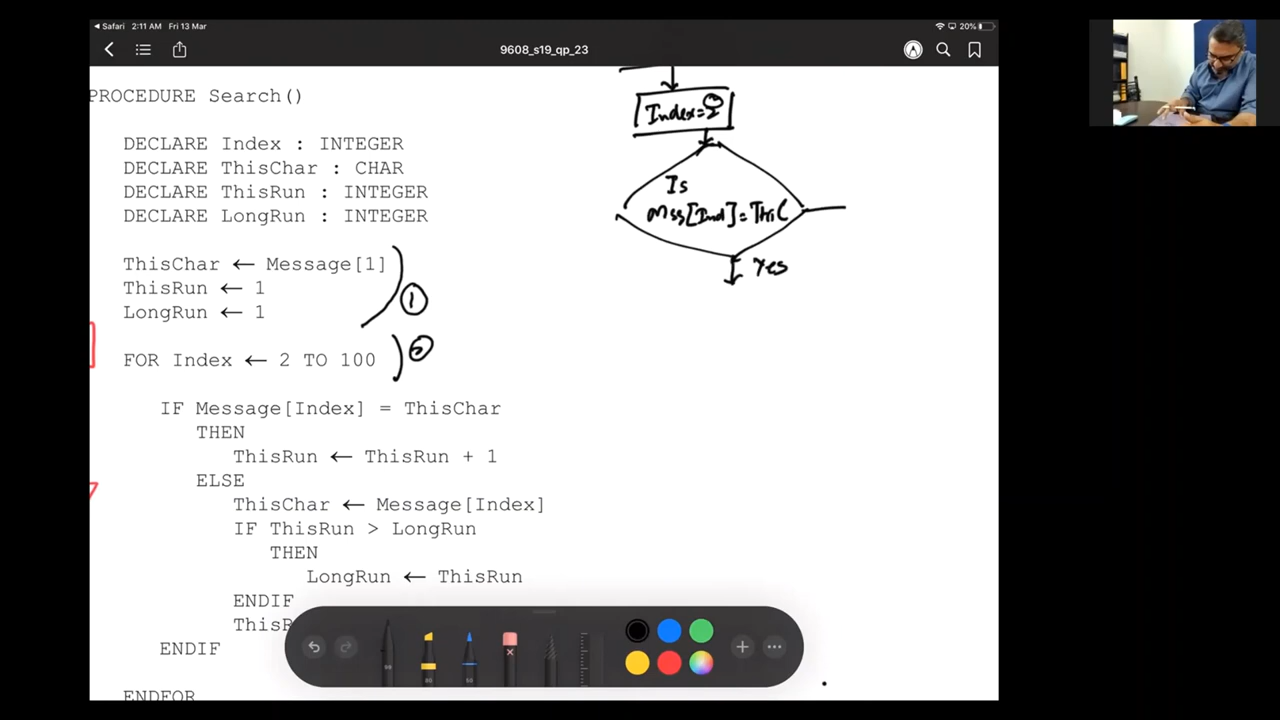 Safari 2:11 AM Fri 13 Mar
20%
9608_s19_qp_23
PROCEDURE Search()
DECLARE Index : INTEGER
DECLARE ThisChar : CHAR
DECLARE ThisRun : INTEGER
DECLARE LongRun : INTEGER
ThisChar ← Message[1]
ThisRun ← 1
LongRun ← 1
①
FOR Index ← 2 TO 100
②
IF Message[Index] = ThisChar
THEN
ThisRun ← ThisRun + 1
ELSE
ThisChar ← Message[Index]
IF ThisRun > LongRun
THEN
LongRun ← ThisRun
ENDIF
ThisR
ENDIF
ENDFOR
Index=2
Is
Mss[Ind]=ThisC
Yes